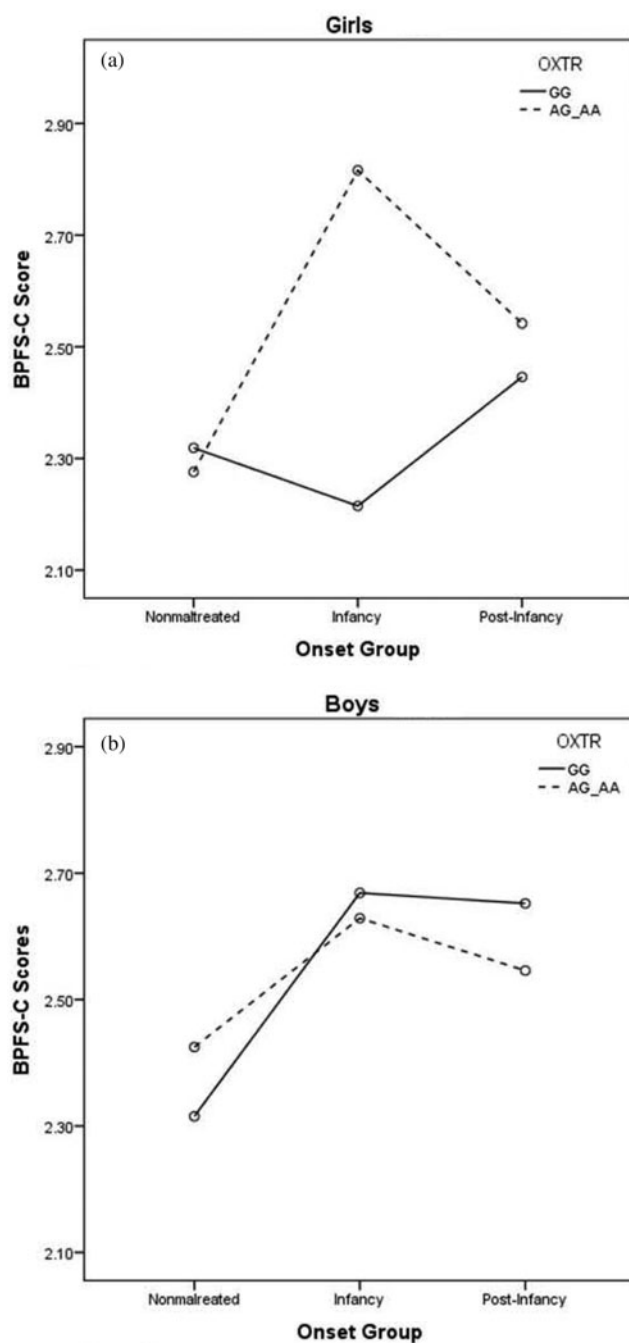 Girls
(a)
OXTR
GG
AG_AA
2.90
2.70
2.50
2.30
2.10
BPFS-C Score
Nonmaltreated Infancy Post-Infancy
Onset Group
Boys
(b)
OXTR
GG
AG_AA
2.90
2.70
2.50
2.30
2.10
BPFS-C Scores
Nonmalreated Infancy Post-Infancy
Onset Group